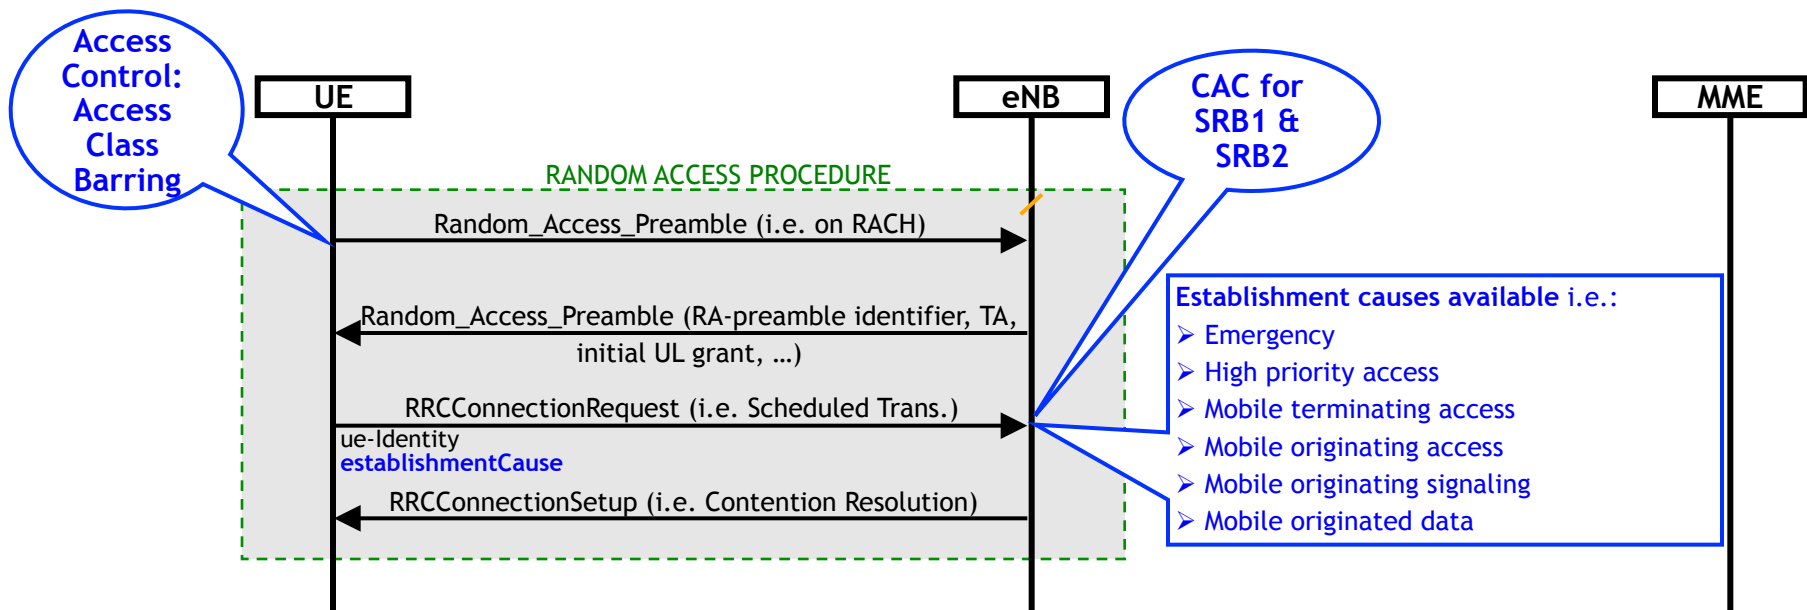 Access
Control:
Access
Class
Barring
UE
eNB
CAC for
SRB1 &
SRB2
MME
RANDOM ACCESS PROCEDURE
Random_Access_Preamble (i.e. on RACH)
Random_Access_Preamble (RA-preamble identifier, TA,
initial UL grant, …)
RRCConnectionRequest (i.e. Scheduled Trans.)
ue-Identity
establishmentCause
RRCConnectionSetup (i.e. Contention Resolution)
Establishment causes available i.e.:
➢ Emergency
➢ High priority access
➢ Mobile terminating access
➢ Mobile originating access
➢ Mobile originating signaling
➢ Mobile originated data